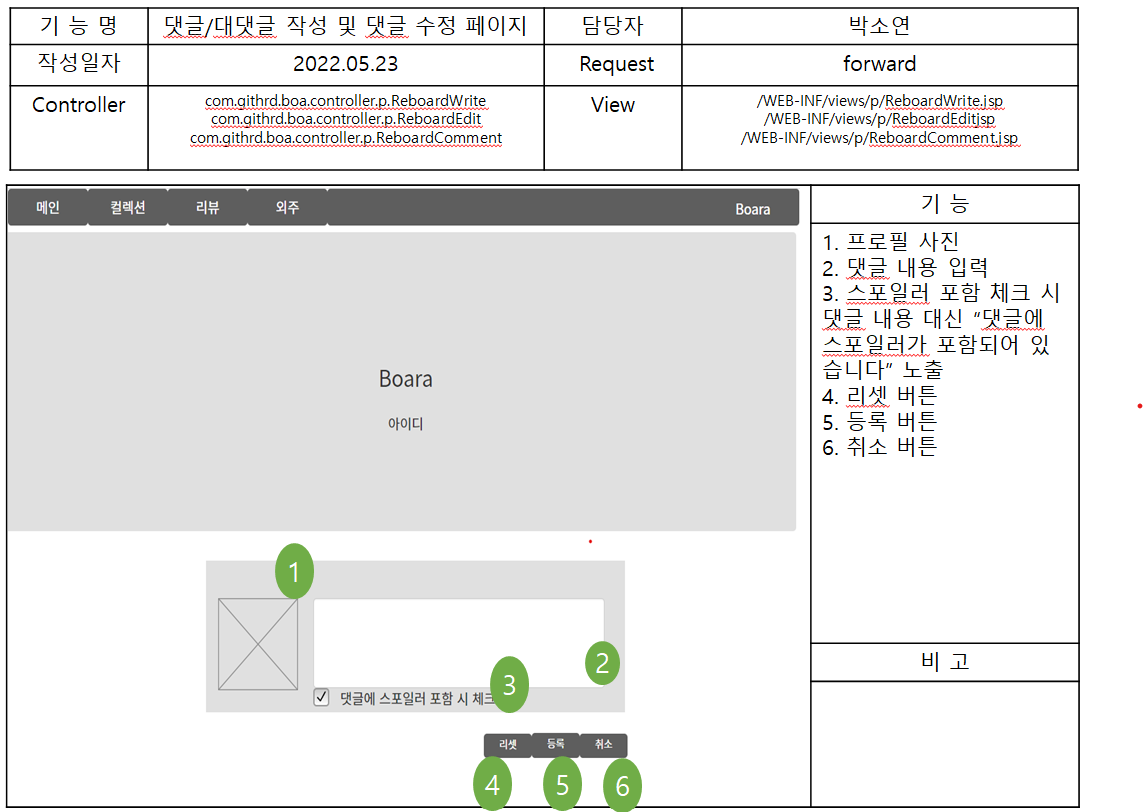 기 능 명
댓글/대댓글 작성 및 댓글 수정 페이지
담당자
박소연
작성일자
2022.05.23
Request
forward
Controller
com.githrd.boa.controller.p.ReboardWrite
com.githrd.boa.controller.p.ReboardEdit
com.githrd.boa.controller.p.ReboardComment
View
/WEB-INF/views/p/ReboardWrite.jsp
/WEB-INF/views/p/ReboardEditjsp
/WEB-INF/views/p/ReboardComment.jsp
메인
컬렉션
리뷰
외주
Boara
Boara
아이디
1
2
3
댓글에 스포일러 포함 시 체크
리셋
등록
취소
4
5
6
기 능
1. 프로필 사진
2. 댓글 내용 입력
3. 스포일러 포함 체크 시
댓글 내용 대신 “댓글에
스포일러가 포함되어 있
습니다” 노출
4. 리셋 버튼
5. 등록 버튼
6. 취소 버튼
비 고